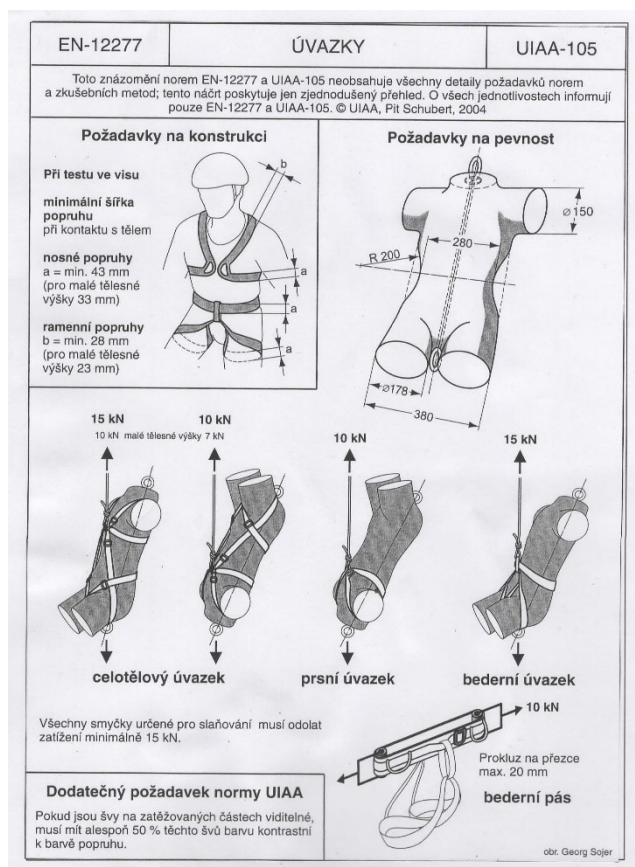 EN-12277
ÚVAZKY
UIAA-105
Toto znázornění norem EN-12277 a UIAA-105 neobsahuje všechny detaily požadavků norem
a zkušebních metod; tento náčrt poskytuje jen zjednodušený přehled. O všech jednotlivostech informují
pouze EN-12277 a UIAA-105. © UIAA, Pit Schubert, 2004
Požadavky na konstrukci
Při testu ve visu
minimální šířka
popruhu
při kontaktu s tělem
nosné popruhy
a = min. 43 mm
(pro malé tělesné
výšky 33 mm)
ramenní popruhy
b = min. 28 mm
(pro malé tělesné
výšky 23 mm)
b
a
a
a
Požadavky na pevnost
ø150
280
R 200
ø178
380
15 kN
10 kN
10 kN malé tělesné výšky 7 kN
10 kN
15 kN
celotělový úvazek
prsní úvazek
bederní úvazek
Všechny smyčky určené pro slaňování musí odolat
zatížení minimálně 15 kN.
10 kN
Prokluz na přezce
max. 20 mm
bederní pás
Dodatečný požadavek normy UIAA
Pokud jsou švy na zatěžovaných částech viditelné,
musí mít alespoň 50 % těchto švů barvu kontrastní
k barvě popruhu.
obr. Georg Sojer